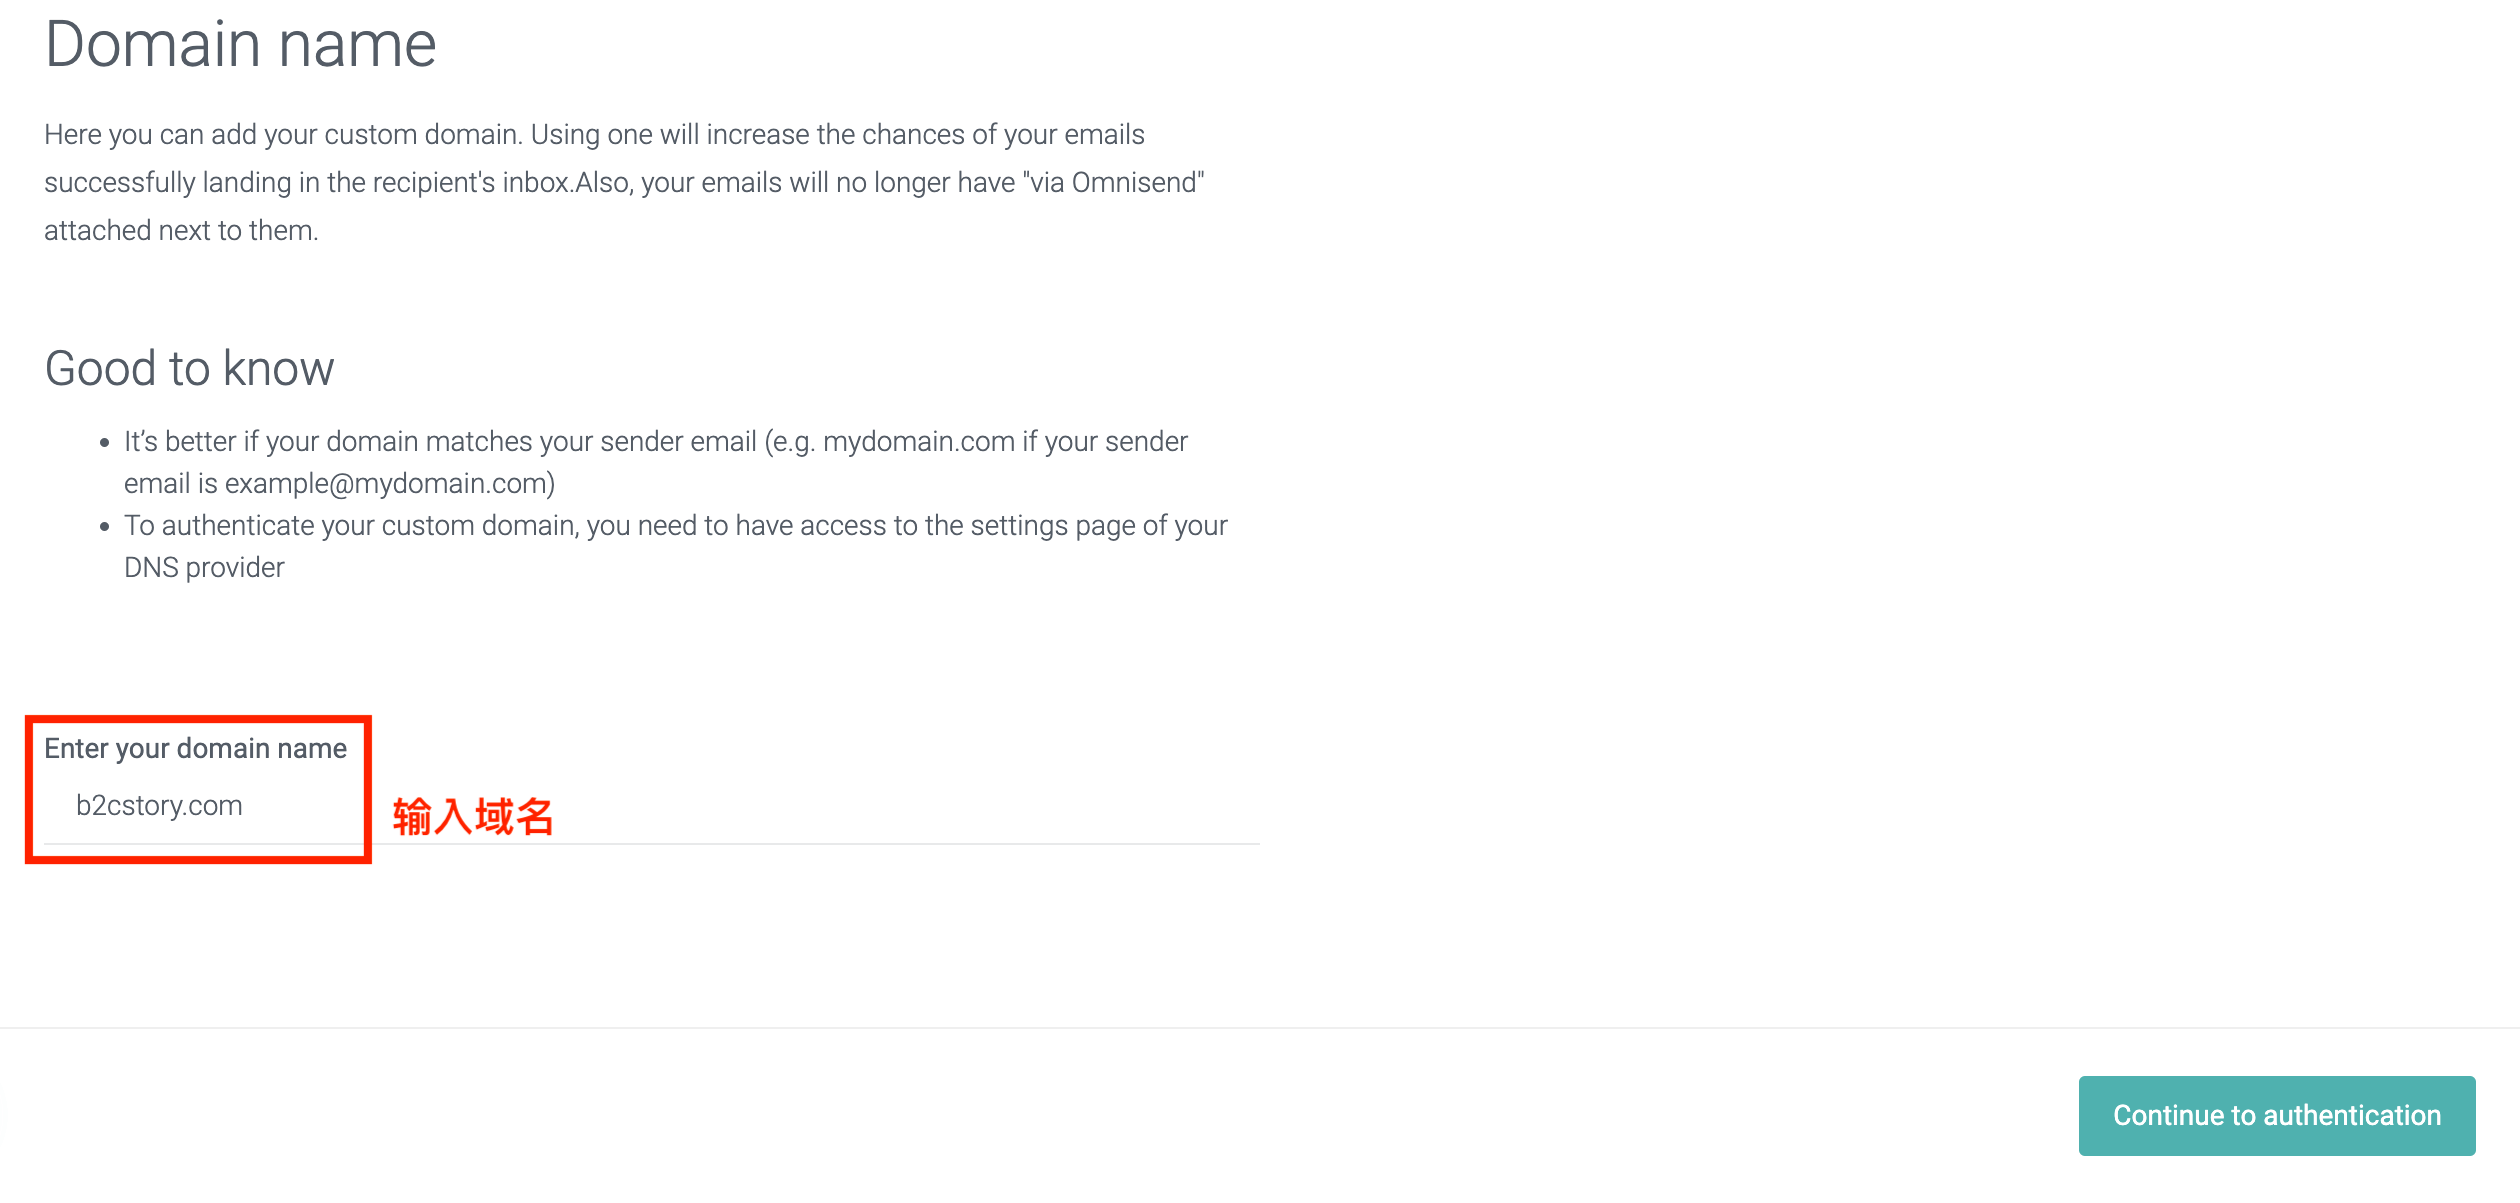 Domain name
Here you can add your custom domain. Using one will increase the chances of your emails
successfully landing in the recipient's inbox.Also, your emails will no longer have "via Omnisend"
attached next to them.
Good to know
• It’s better if your domain matches your sender email (e.g. mydomain.com if your sender
email is example@mydomain.com)
• To authenticate your custom domain, you need to have access to the settings page of your
DNS provider
Enter your domain name
b2cstory.com
输入域名
Continue to authentication